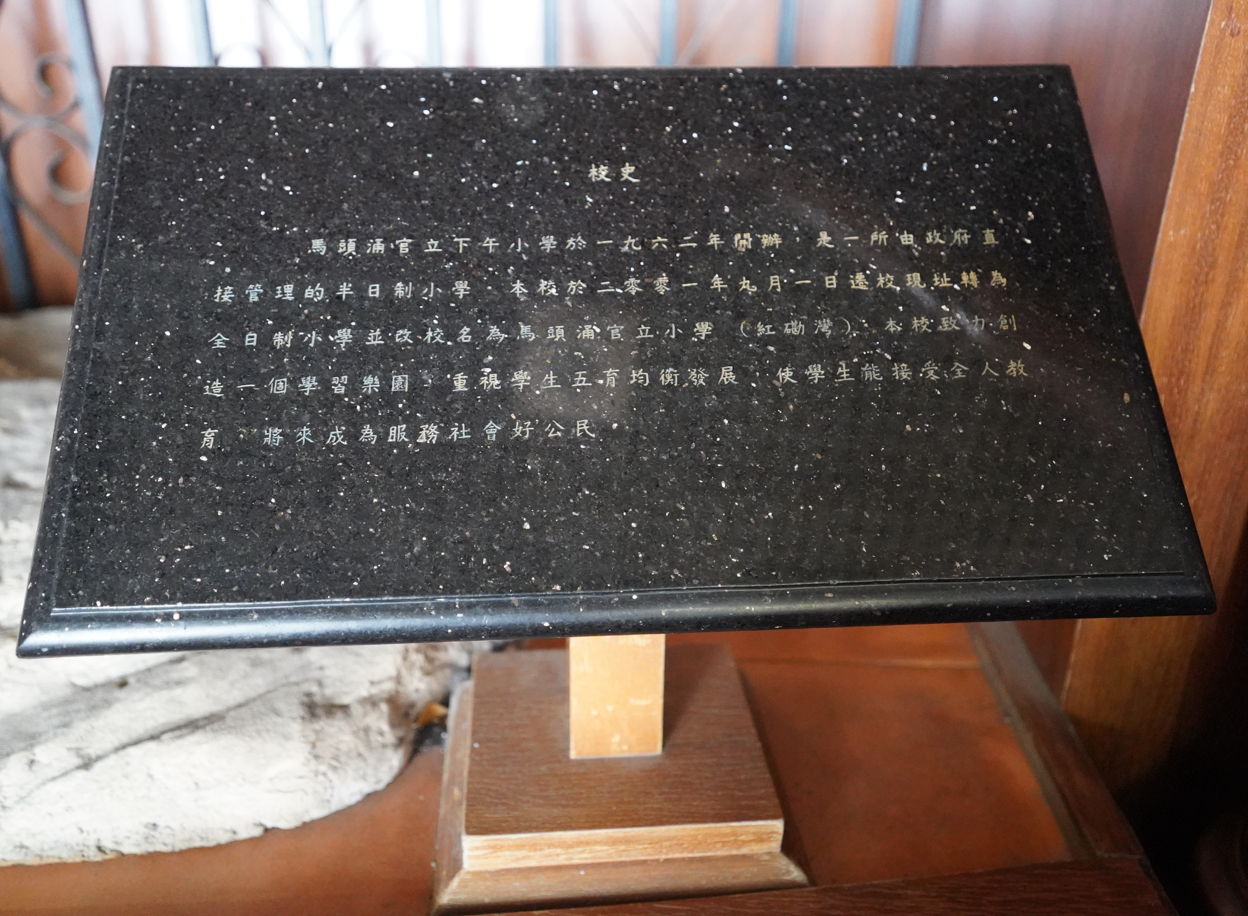 校史
馬頭涌官立下午小學於一九六二年開辦，是一所由政府直
接管理的半日制小學。本校於二零零一年九月一日遷校現址轉為
全日制小學並改校名為馬頭涌官立小學（紅磡灣）。本校致力創
造一個學習樂園，重視學生五育均衡發展，使學生能接受全人教
育，將來成為服務社會好公民。